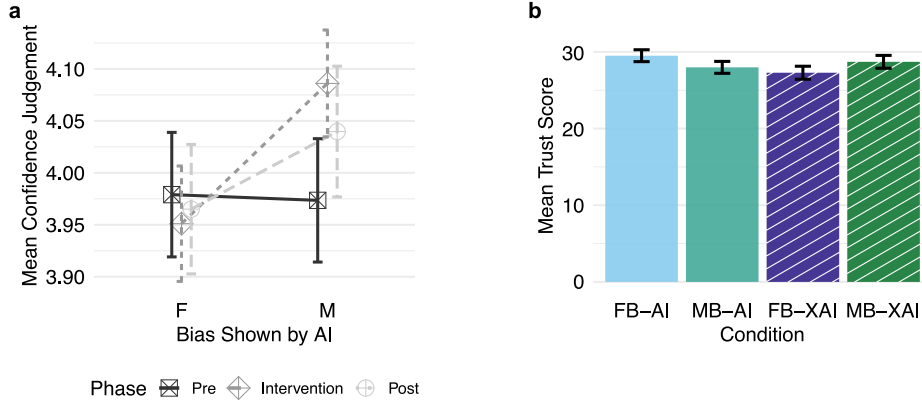 a
Mean Confidence Judgement
4.10
4.05
4.00
3.95
3.90
F M
Bias Shown by AI
Phase Pre Intervention Post
b
Mean Trust Score
30
20
10
0
FB–AI MB–AI FB–XAI MB–XAI
Condition